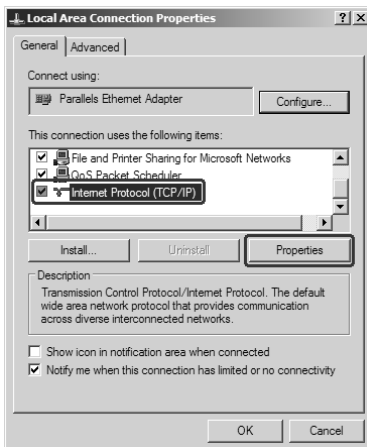 Local Area Connection Properties
General Advanced
Connect using:
Parallels Ethernet Adapter
Configure...
This connection uses the following items:
File and Printer Sharing for Microsoft Networks
QoS Packet Scheduler
Internet Protocol (TCP/IP)
Install... Uninstall Properties
Description
Transmission Control Protocol/Internet Protocol. The default
wide area network protocol that provides communication
across diverse interconnected networks.
Show icon in notification area when connected
Notify me when this connection has limited or no connectivity
OK Cancel